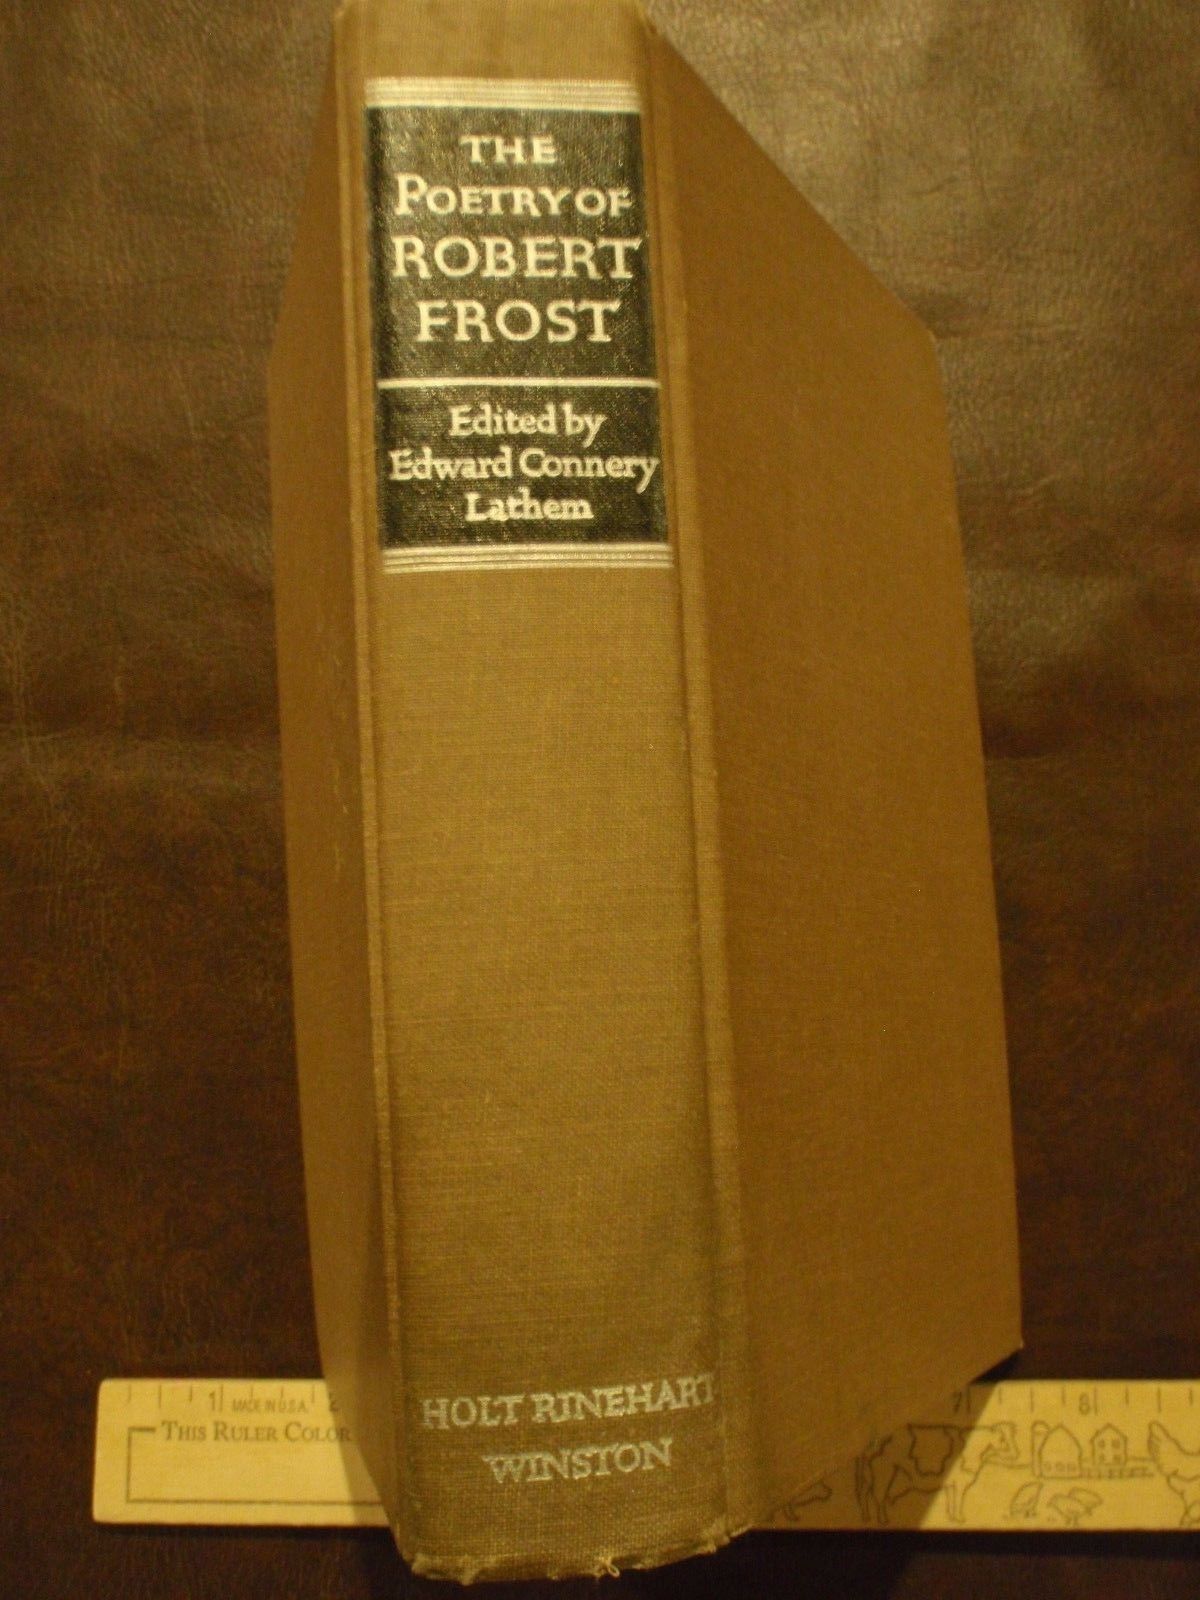 THE
POETRY OF
ROBERT
FROST
Edited by
Edward Connery
Lathem
HOLT RINEHART
WINSTON
1 MADE IN U.S.A. 2 7 8
THIS RULER COLOR